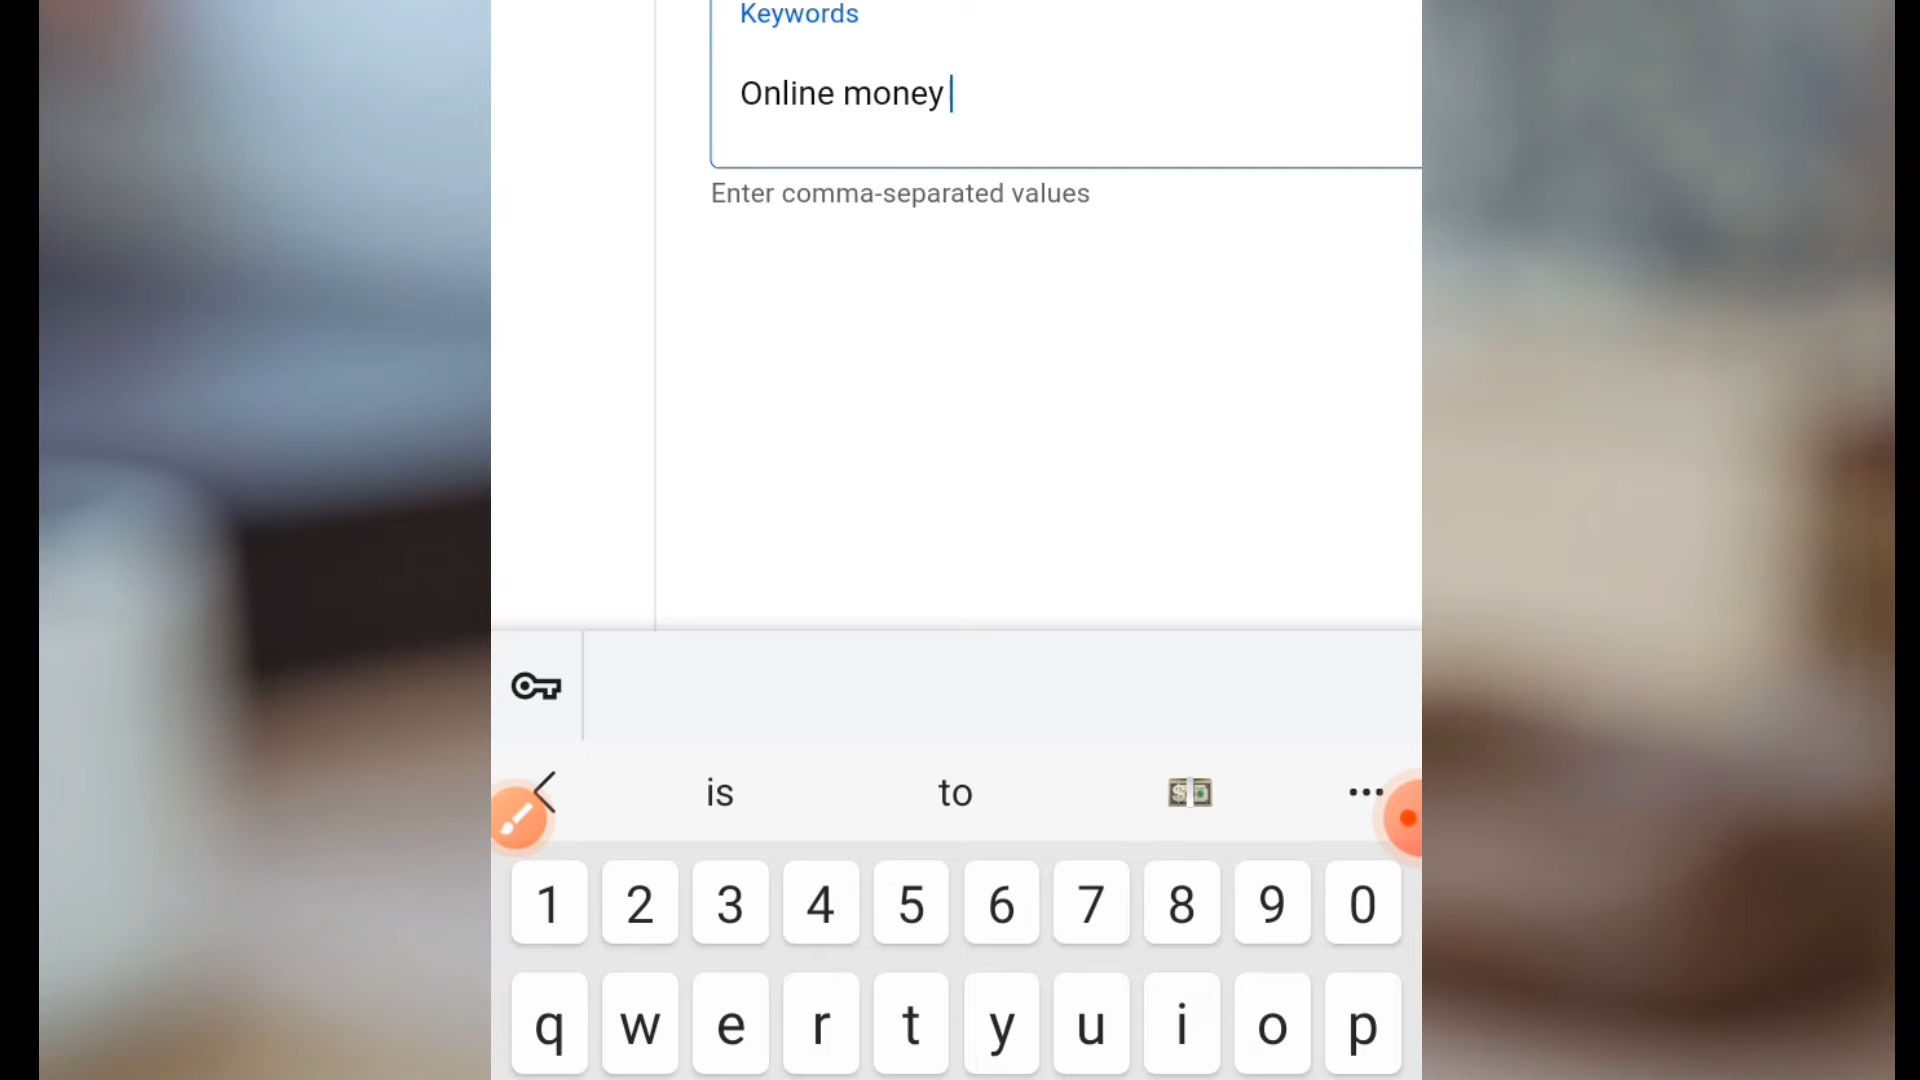 Keywords
Online money
Enter comma-separated values
is to
1 2 3 4 5 6 7 8 9 0
q w e r t y u i o p